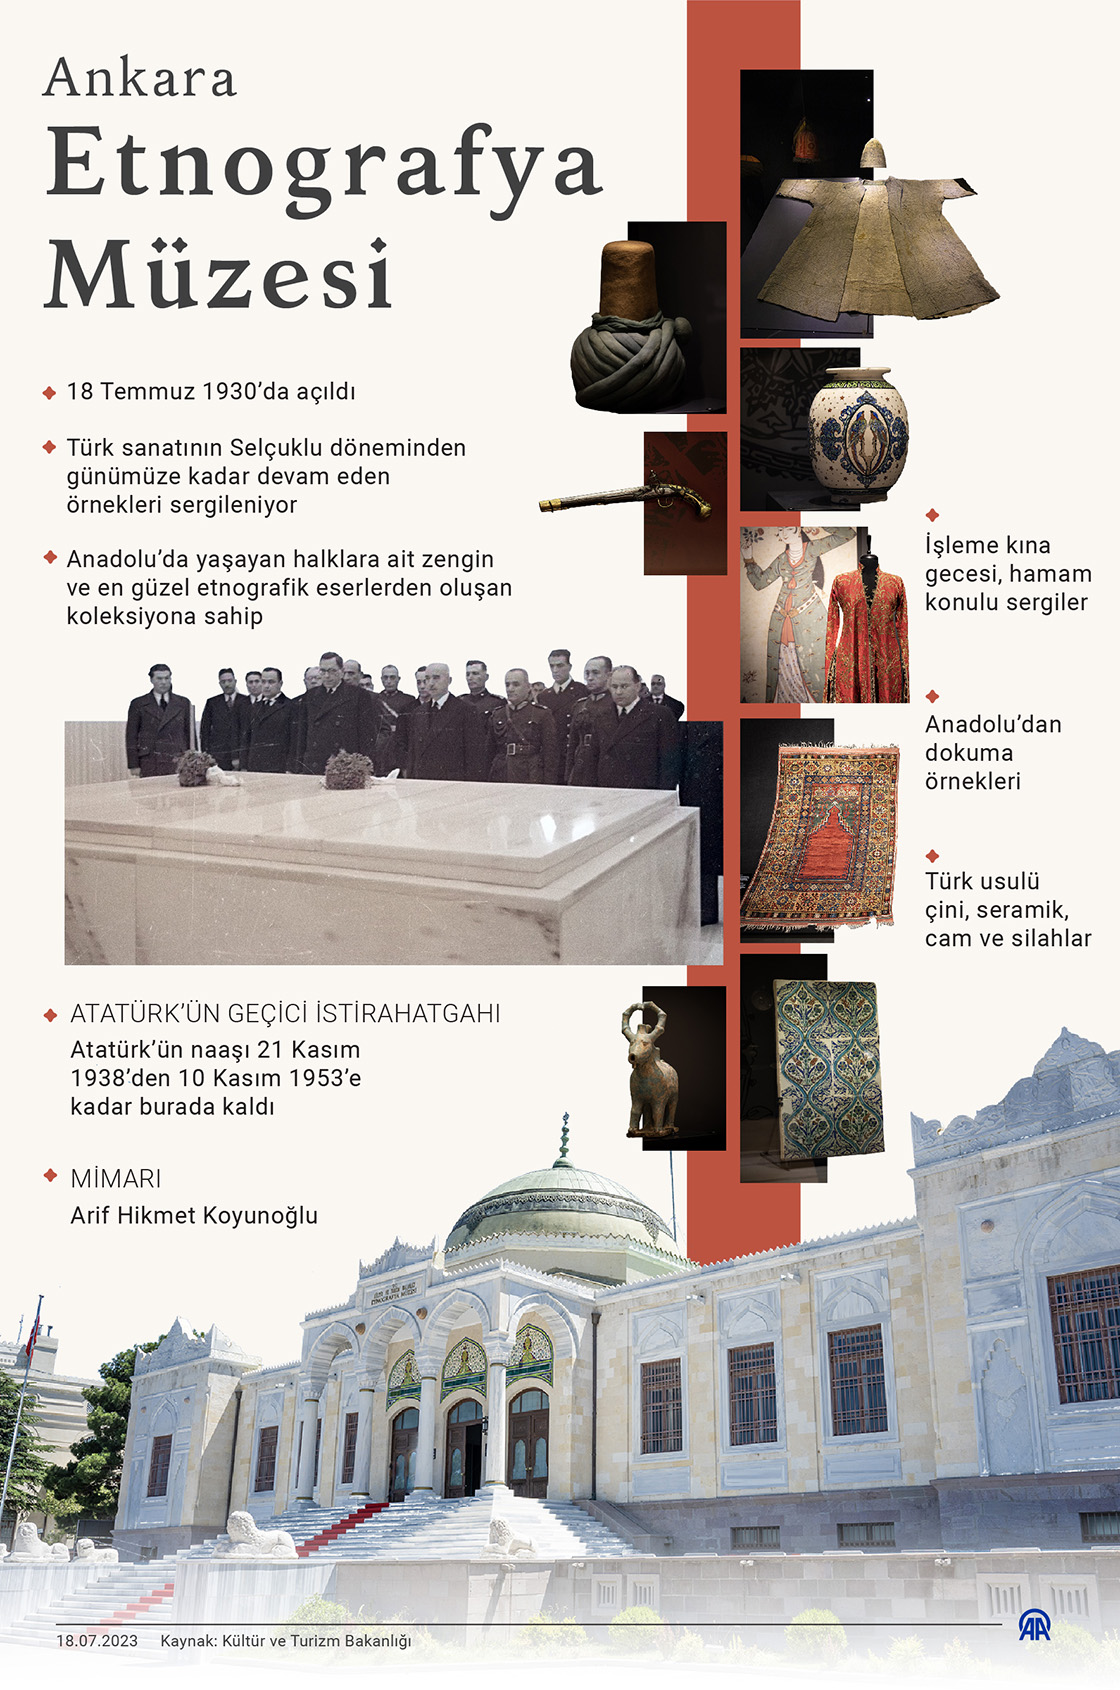 Ankara
Etnografya
Müzesi
18 Temmuz 1930’da açıldı
Türk sanatının Selçuklu döneminden
günümüze kadar devam eden
örnekleri sergileniyor
Anadolu’da yaşayan halklara ait zengin
ve en güzel etnografik eserlerden oluşan
koleksiyona sahip
İşleme kına
gecesi, hamam
konulu sergiler
Anadolu’dan
dokuma
örnekleri
Türk usulü
çini, seramik,
cam ve silahlar
ATATÜRK’ÜN GEÇİCİ İSTİRAHATGAHI
Atatürk’ün naaşı 21 Kasım
1938’den 10 Kasım 1953’e
kadar burada kaldı
MİMARI
Arif Hikmet Koyunoğlu
ETNOGRAFYA MÜZESİ
18.07.2023 Kaynak: Kültür ve Turizm Bakanlığı
AA